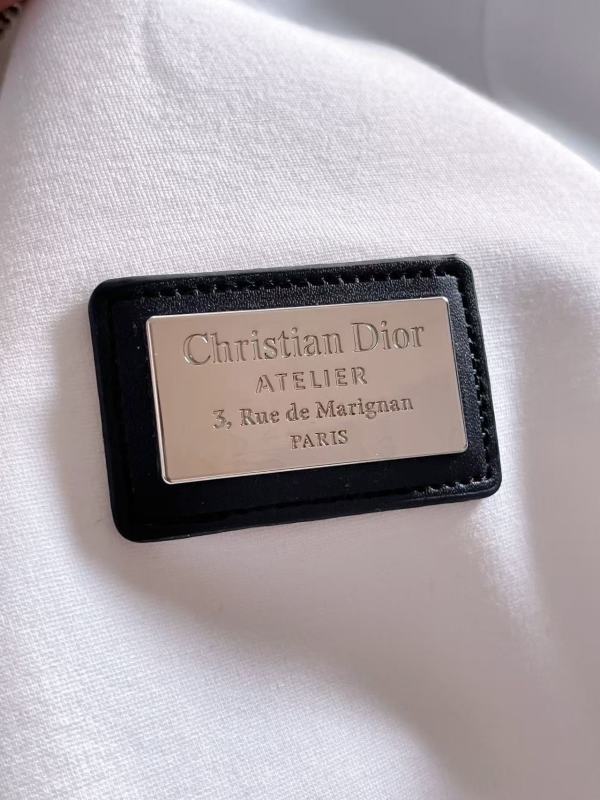 Christian Dior
ATELIER
3, Rue de Marignan
PARIS